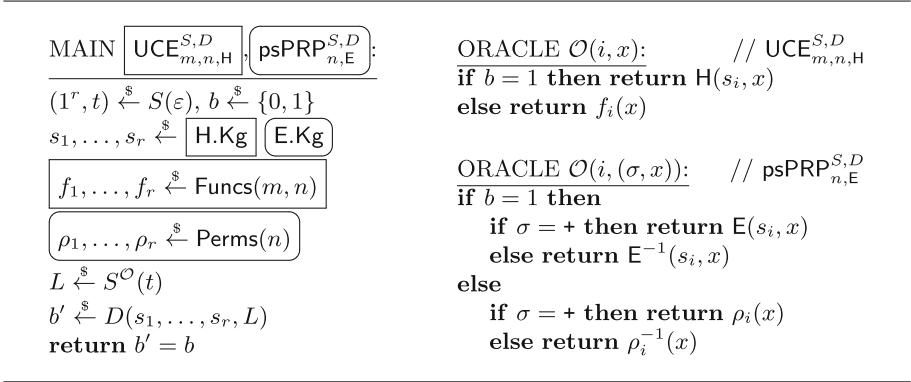 MAIN UCE^{S,D}_{m,n,H}, psPRP^{S,D}_{n,E}:
(1^r, t) ←$ S(ε), b ←$ {0, 1}
s_1, . . . , s_r ←$ H.Kg E.Kg
f_1, . . . , f_r ←$ Funcs(m, n)
ρ_1, . . . , ρ_r ←$ Perms(n)
L ←$ S^O(t)
b′ ←$ D(s_1, . . . , s_r, L)
return b′ = b
ORACLE O(i, x): // UCE^{S,D}_{m,n,H}
if b = 1 then return H(s_i, x)
else return f_i(x)
ORACLE O(i, (σ, x)): // psPRP^{S,D}_{n,E}
if b = 1 then
if σ = + then return E(s_i, x)
else return E^{-1}(s_i, x)
else
if σ = + then return ρ_i(x)
else return ρ_i^{-1}(x)